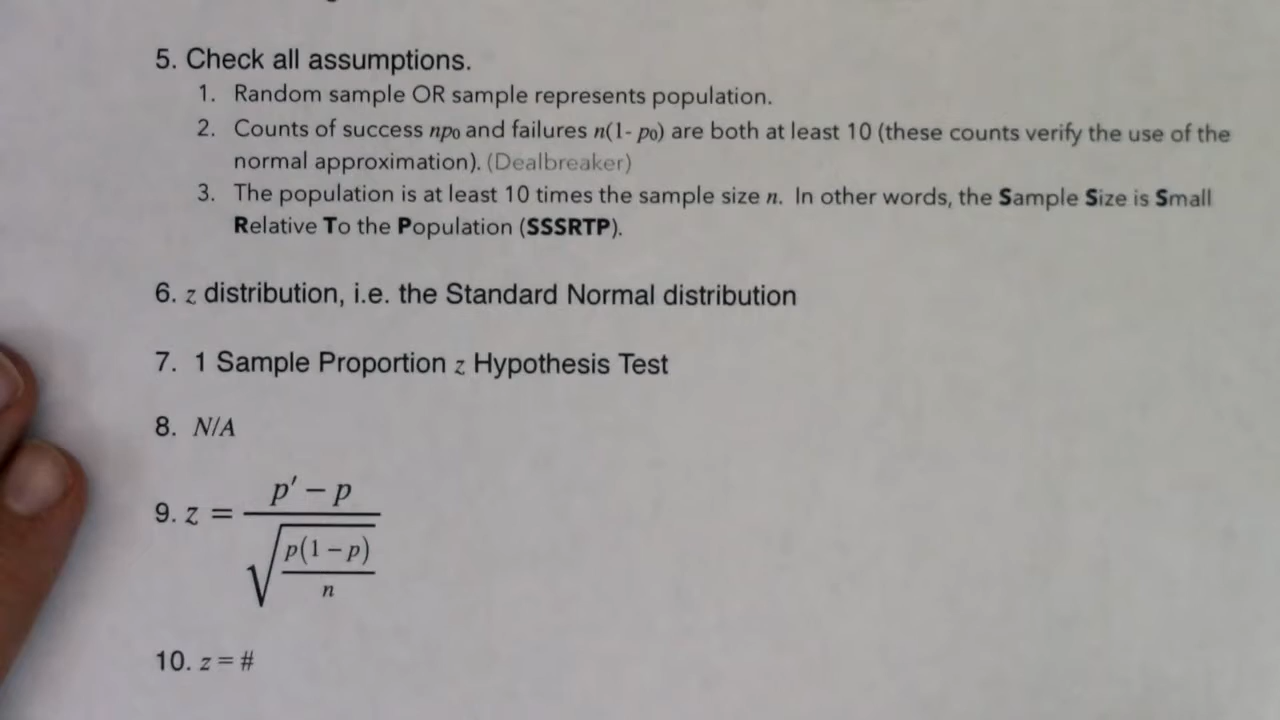 5. Check all assumptions.
1. Random sample OR sample represents population.
2. Counts of success np₀ and failures n(1- p₀) are both at least 10 (these counts verify the use of the
normal approximation). (Dealbreaker)
3. The population is at least 10 times the sample size n. In other words, the Sample Size is Small
Relative To the Population (SSSRTP).
6. z distribution, i.e. the Standard Normal distribution
7. 1 Sample Proportion z Hypothesis Test
8. N/A
9. z = (p′ − p) / √(p(1 − p)/n)
10. z = #